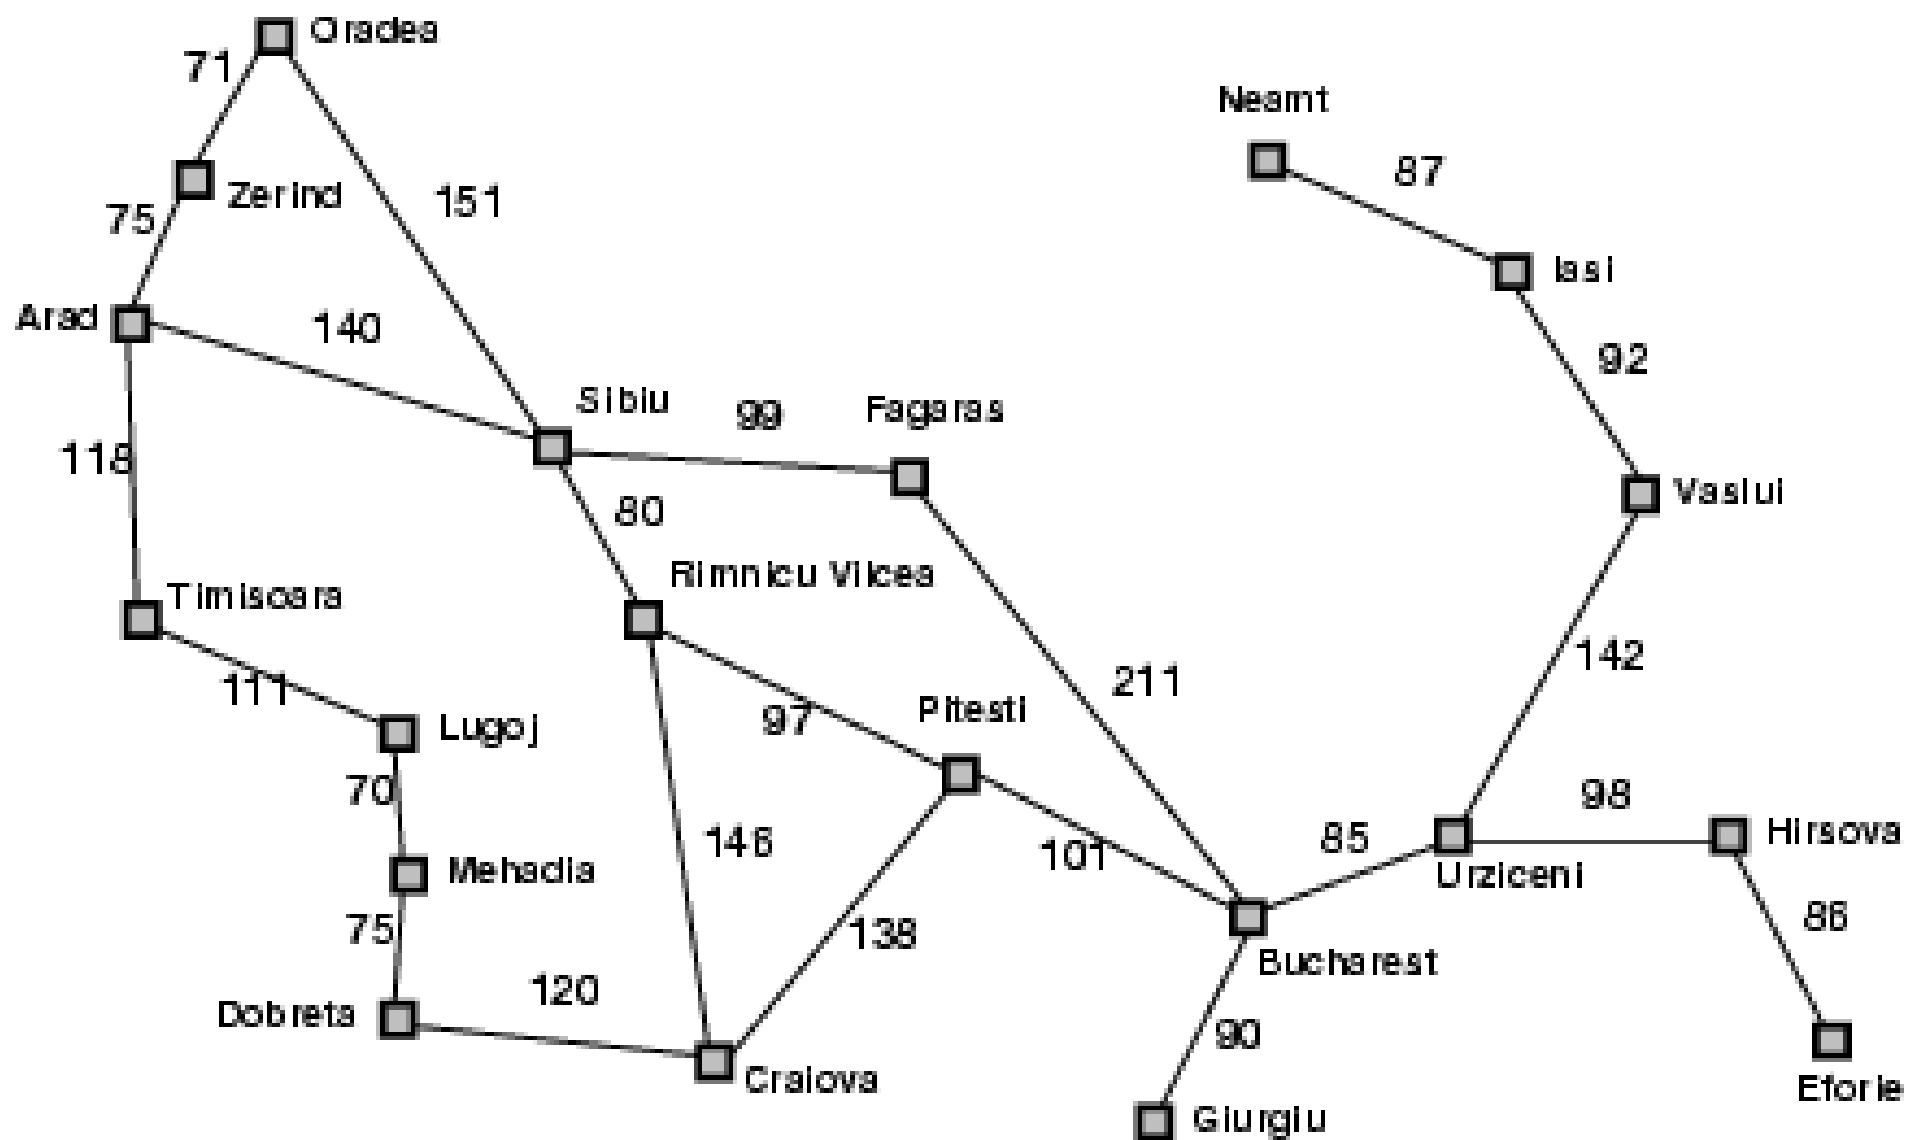 Oradea
71
Neamt
87
Zerind
151
75
Iasi
Arad
140
92
Sibiu
99
Fagaras
118
Vaslui
80
Rimnicu Vilcea
Timisoara
142
111
211
Lugoj
97
Pitesti
70
98
Hirsova
146
101
85
Mehadia
Urziceni
75
138
86
Bucharest
120
Dobreta
90
Craiova
Eforie
Giurgiu